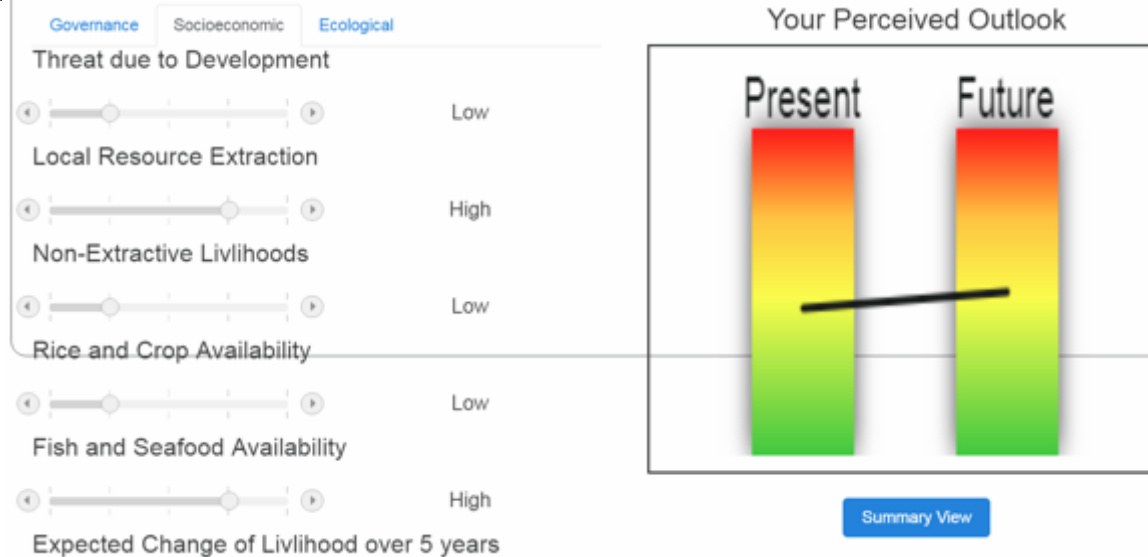 Governance Socioeconomic Ecological
Threat due to Development
Low
Local Resource Extraction
High
Non-Extractive Livlihoods
Low
Rice and Crop Availability
Low
Fish and Seafood Availability
High
Expected Change of Livlihood over 5 years
Your Perceived Outlook
Present Future
Summary View